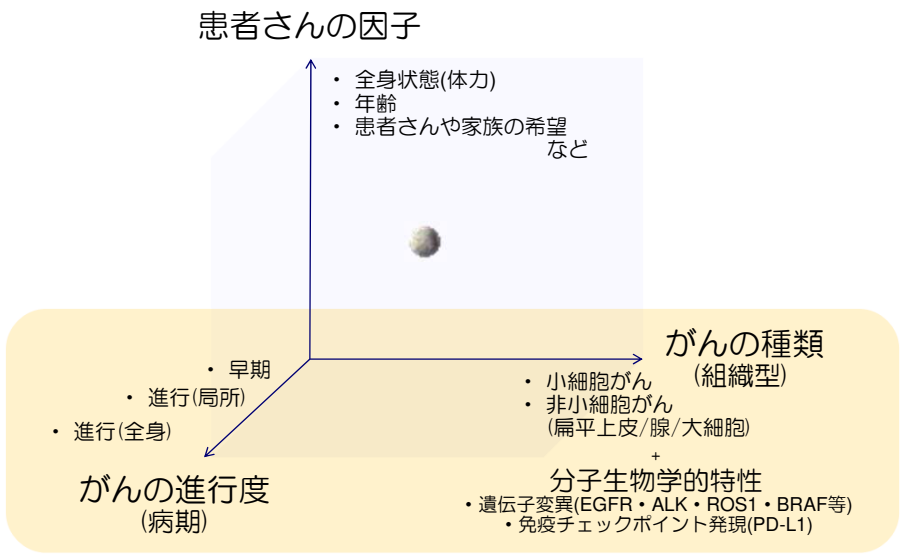 患者さんの因子
・ 全身状態(体力)
・ 年齢
・ 患者さんや家族の希望
など
がんの種類
(組織型)
・ 小細胞がん
・ 非小細胞がん
(扁平上皮/腺/大細胞)
+
分子生物学的特性
・遺伝子変異(EGFR・ALK・ROS1・BRAF等)
・免疫チェックポイント発現(PD-L1)
・ 早期
・ 進行(局所)
・ 進行(全身)
がんの進行度
(病期)